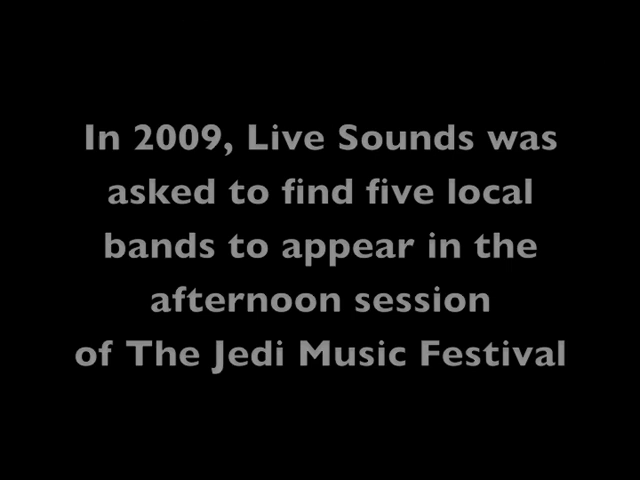 In 2009, Live Sounds was
asked to find five local
bands to appear in the
afternoon session
of The Jedi Music Festival